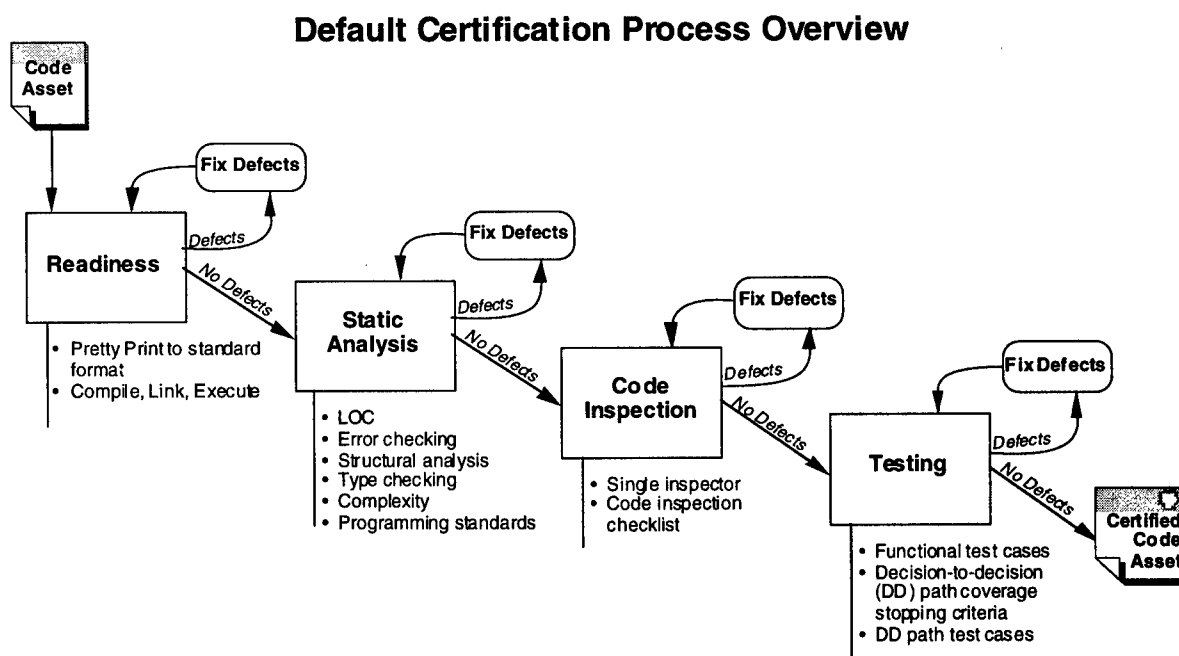 Default Certification Process Overview
Code
Asset
Fix Defects
Defects
Readiness
No Defects
• Pretty Print to standard
format
• Compile, Link, Execute
Fix Defects
Defects
Static
Analysis
No Defects
• LOC
• Error checking
• Structural analysis
• Type checking
• Complexity
• Programming standards
Fix Defects
Defects
Code
Inspection
No Defects
• Single inspector
• Code inspection
checklist
Fix Defects
Defects
Testing
No Defects
• Functional test cases
• Decision-to-decision
(DD) path coverage
stopping criteria
• DD path test cases
Certified
Code
Asset